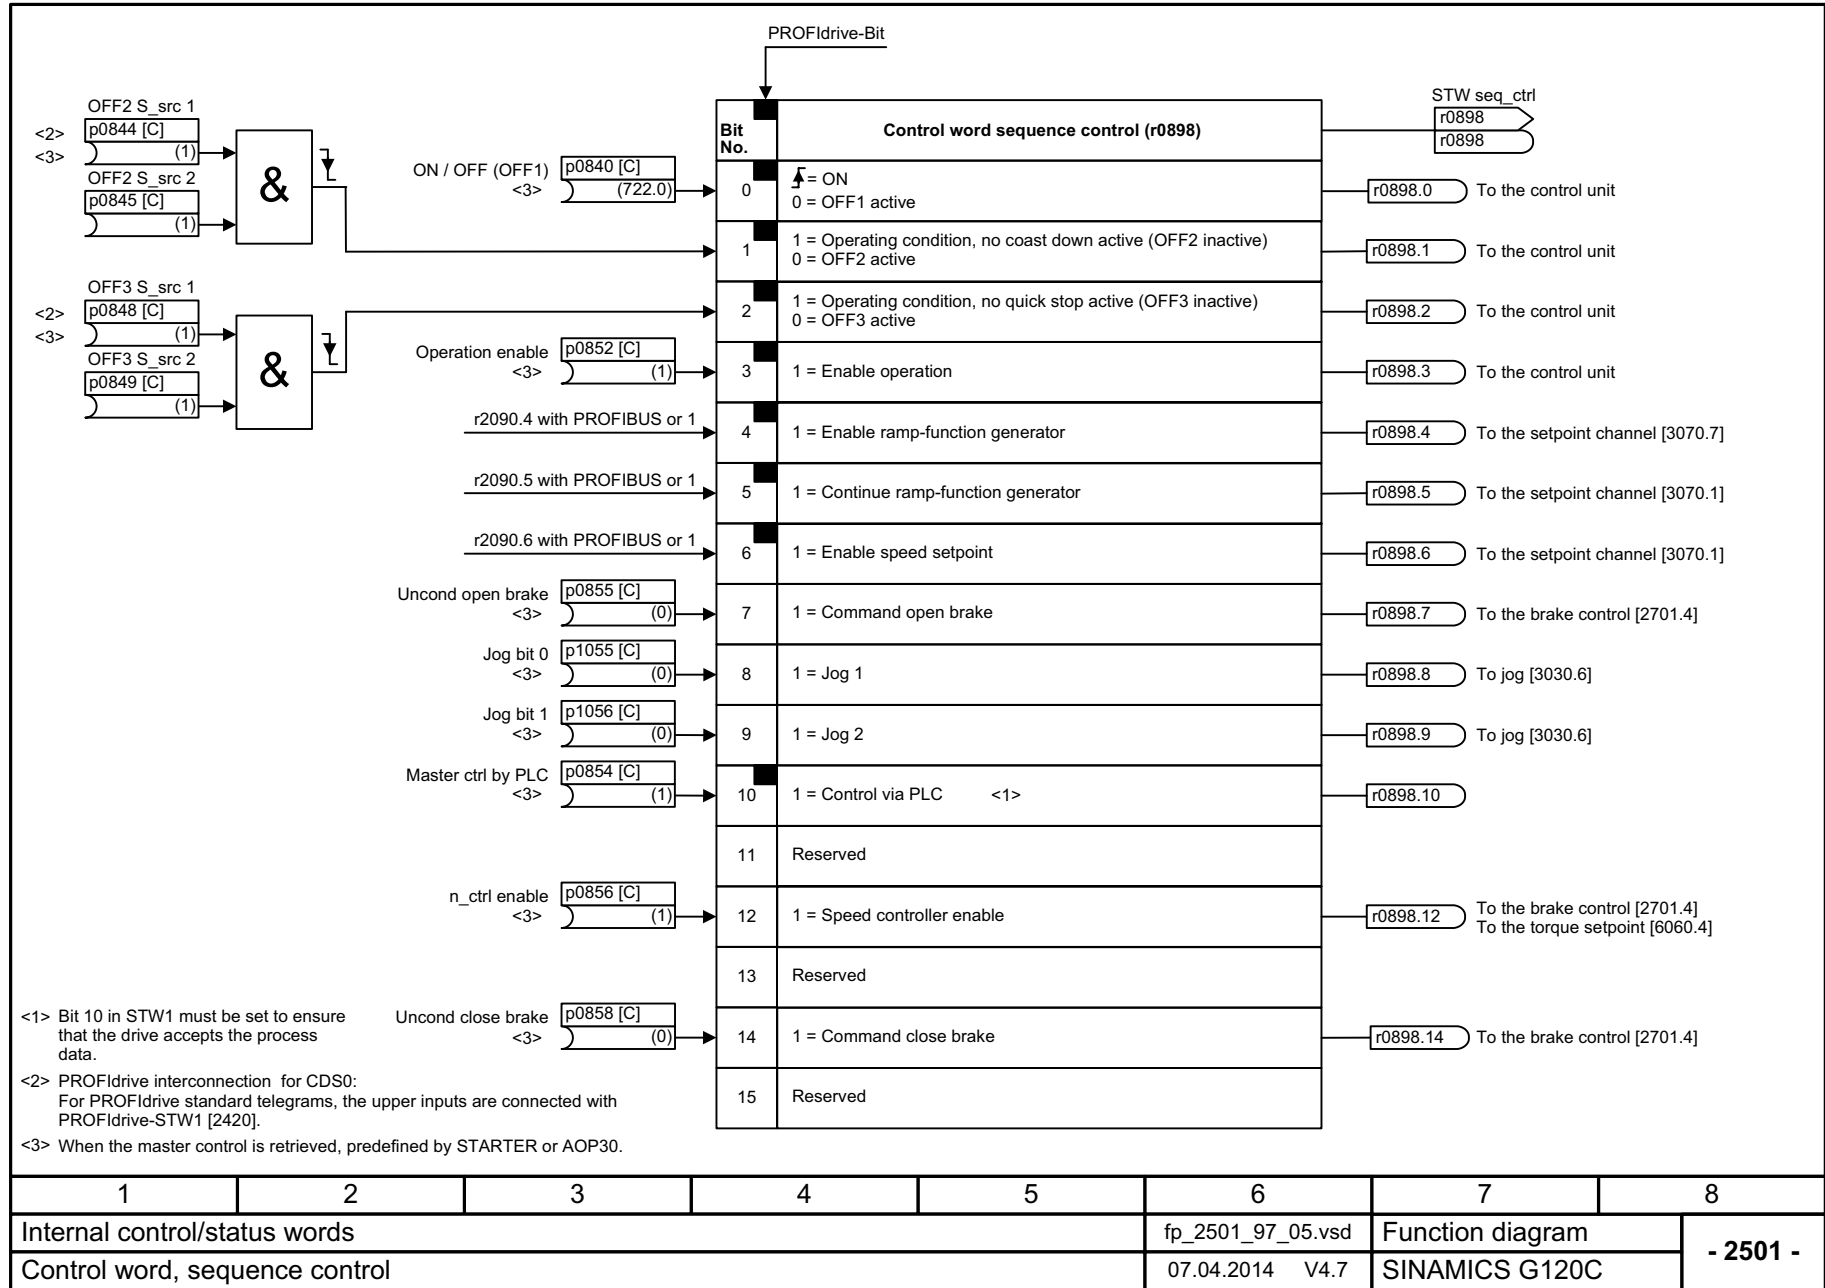 PROFIdrive-Bit
OFF2 S_src 1
<2>
p0844 [C]
<3>
(1)
OFF2 S_src 2
p0845 [C]
(1)
&
OFF3 S_src 1
<2>
p0848 [C]
<3>
(1)
OFF3 S_src 2
p0849 [C]
(1)
&
STW seq_ctrl
r0898
r0898
Bit No.
Control word sequence control (r0898)
ON / OFF (OFF1)
<3>
p0840 [C]
(722.0)
0
= ON
0 = OFF1 active
r0898.0
To the control unit
1
1 = Operating condition, no coast down active (OFF2 inactive)
0 = OFF2 active
r0898.1
To the control unit
2
1 = Operating condition, no quick stop active (OFF3 inactive)
0 = OFF3 active
r0898.2
To the control unit
Operation enable
<3>
p0852 [C]
(1)
3
1 = Enable operation
r0898.3
To the control unit
r2090.4 with PROFIBUS or 1
4
1 = Enable ramp-function generator
r0898.4
To the setpoint channel [3070.7]
r2090.5 with PROFIBUS or 1
5
1 = Continue ramp-function generator
r0898.5
To the setpoint channel [3070.1]
r2090.6 with PROFIBUS or 1
6
1 = Enable speed setpoint
r0898.6
To the setpoint channel [3070.1]
Uncond open brake
<3>
p0855 [C]
(0)
7
1 = Command open brake
r0898.7
To the brake control [2701.4]
Jog bit 0
<3>
p1055 [C]
(0)
8
1 = Jog 1
r0898.8
To jog [3030.6]
Jog bit 1
<3>
p1056 [C]
(0)
9
1 = Jog 2
r0898.9
To jog [3030.6]
Master ctrl by PLC
<3>
p0854 [C]
(1)
10
1 = Control via PLC <1>
r0898.10
11
Reserved
n_ctrl enable
<3>
p0856 [C]
(1)
12
1 = Speed controller enable
r0898.12
To the brake control [2701.4]
To the torque setpoint [6060.4]
13
Reserved
Uncond close brake
<3>
p0858 [C]
(0)
14
1 = Command close brake
r0898.14
To the brake control [2701.4]
15
Reserved
<1> Bit 10 in STW1 must be set to ensure
that the drive accepts the process
data.
<2> PROFIdrive interconnection for CDS0:
For PROFIdrive standard telegrams, the upper inputs are connected with
PROFIdrive-STW1 [2420].
<3> When the master control is retrieved, predefined by STARTER or AOP30.
1 2 3 4 5 6 7 8
Internal control/status words
fp_2501_97_05.vsd
Function diagram
- 2501 -
Control word, sequence control
07.04.2014 V4.7
SINAMICS G120C